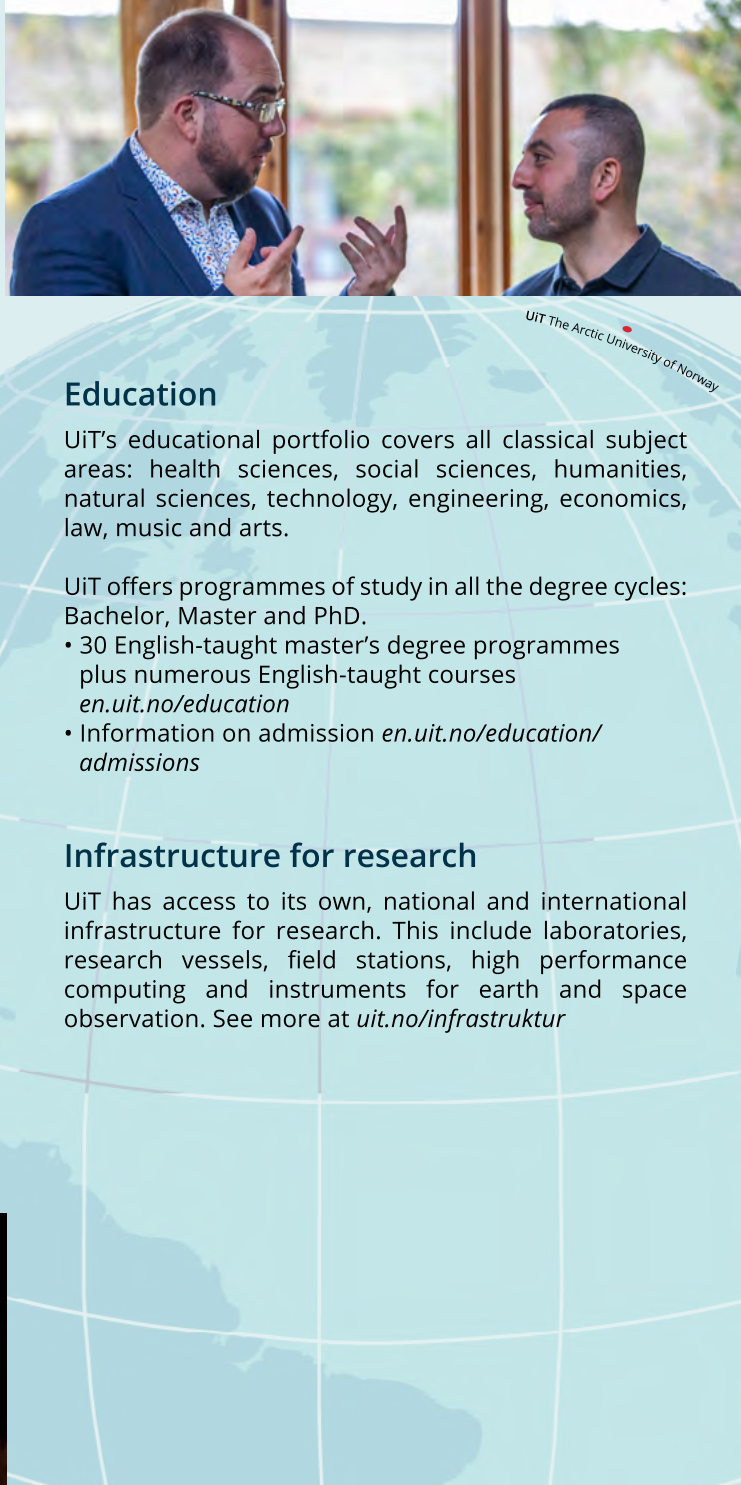 UiT The Arctic University of Norway
Education
UiT’s educational portfolio covers all classical subject
areas: health sciences, social sciences, humanities,
natural sciences, technology, engineering, economics,
law, music and arts.
UiT offers programmes of study in all the degree cycles:
Bachelor, Master and PhD.
• 30 English-taught master’s degree programmes
plus numerous English-taught courses
en.uit.no/education
• Information on admission en.uit.no/education/
admissions
Infrastructure for research
UiT has access to its own, national and international
infrastructure for research. This include laboratories,
research vessels, field stations, high performance
computing and instruments for earth and space
observation. See more at uit.no/infrastruktur